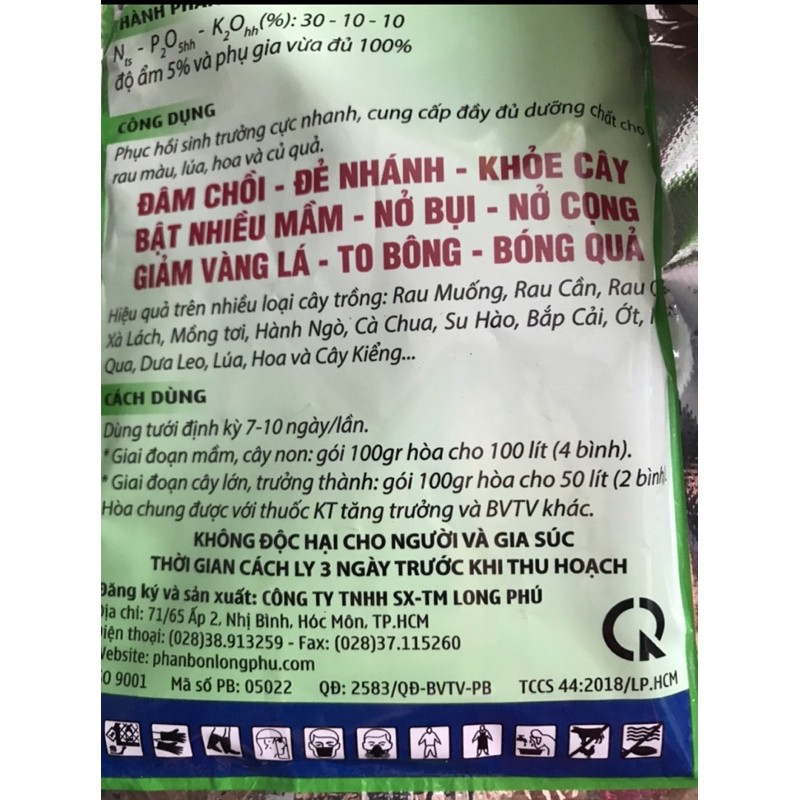 THÀNH PHẦN
N ts - P2O5hh - K2Ohh(%): 30 - 10 - 10
độ ẩm 5% và phụ gia vừa đủ 100%
CÔNG DỤNG
Phục hồi sinh trưởng cực nhanh, cung cấp đầy đủ dưỡng chất cho
rau màu, lúa, hoa và củ quả.
ĐÂM CHỒI - ĐẺ NHÁNH - KHỎE CÂY
BẬT NHIỀU MẦM - NỞ BỤI - NỞ CỌNG
GIẢM VÀNG LÁ - TO BÔNG - BÓNG QUẢ
Hiệu quả trên nhiều loại cây trồng: Rau Muống, Rau Cần, Rau
Xà Lách, Mồng tơi, Hành Ngò, Cà Chua, Su Hào, Bắp Cải, Ớt,
Qua, Dưa Leo, Lúa, Hoa và Cây Kiểng...
CÁCH DÙNG
Dùng tưới định kỳ 7-10 ngày/lần.
*Giai đoạn mầm, cây non: gói 100gr hòa cho 100 lít (4 bình).
*Giai đoạn cây lớn, trưởng thành: gói 100gr hòa cho 50 lít (2 bình).
Hòa chung được với thuốc KT tăng trưởng và BVTV khác.
KHÔNG ĐỘC HẠI CHO NGƯỜI VÀ GIA SÚC
THỜI GIAN CÁCH LY 3 NGÀY TRƯỚC KHI THU HOẠCH
Đăng ký và sản xuất: CÔNG TY TNHH SX-TM LONG PHÚ
Địa chỉ: 71/65 Ấp 2, Nhị Bình, Hóc Môn, TP.HCM
Điện thoại: (028)38.913259 - Fax: (028)37.115260
Website: phanbonlongphu.com
ISO 9001 Mã số PB: 05022 QĐ: 2583/QĐ-BVTV-PB TCCS 44:2018/LP.HCM